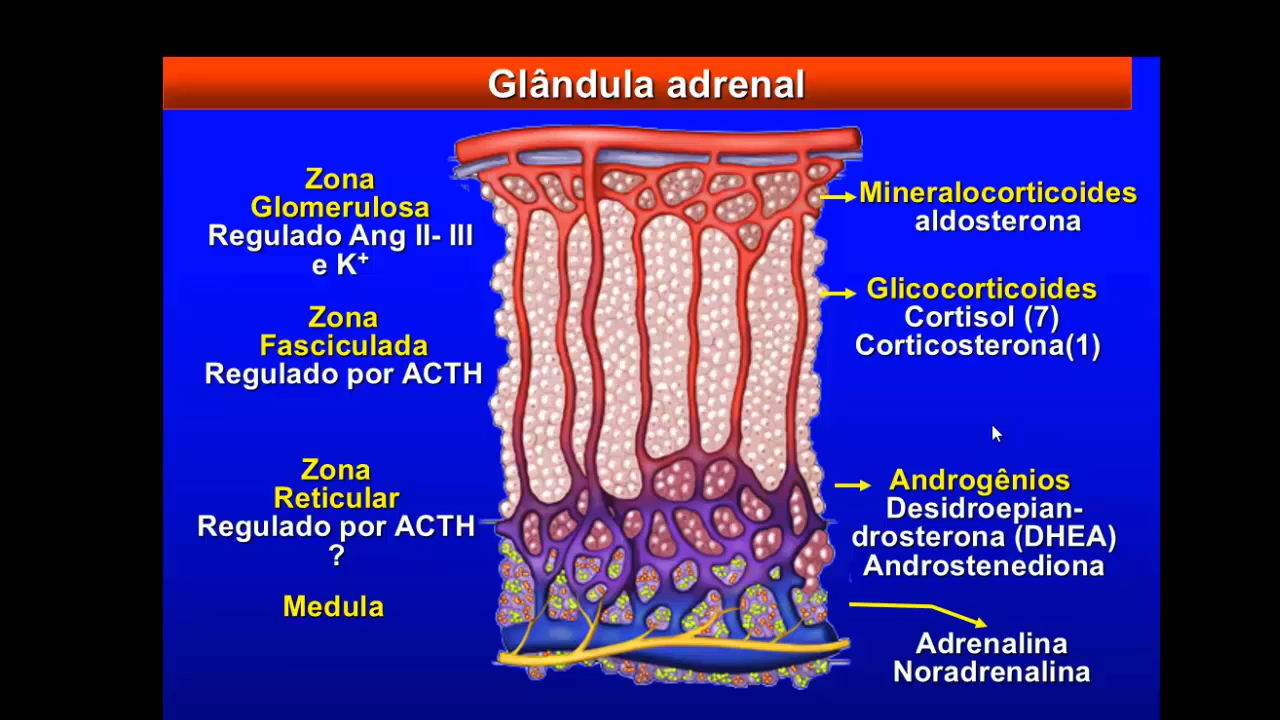 Glândula adrenal
Zona
Glomerulosa
Regulado Ang II- III
e K⁺
Zona
Fasciculada
Regulado por ACTH
Zona
Reticular
Regulado por ACTH
?
Medula
Mineralocorticoides
aldosterona
Glicocorticoides
Cortisol (7)
Corticosterona(1)
Androgênios
Desidroepian-
drosterona (DHEA)
Androstenediona
Adrenalina
Noradrenalina